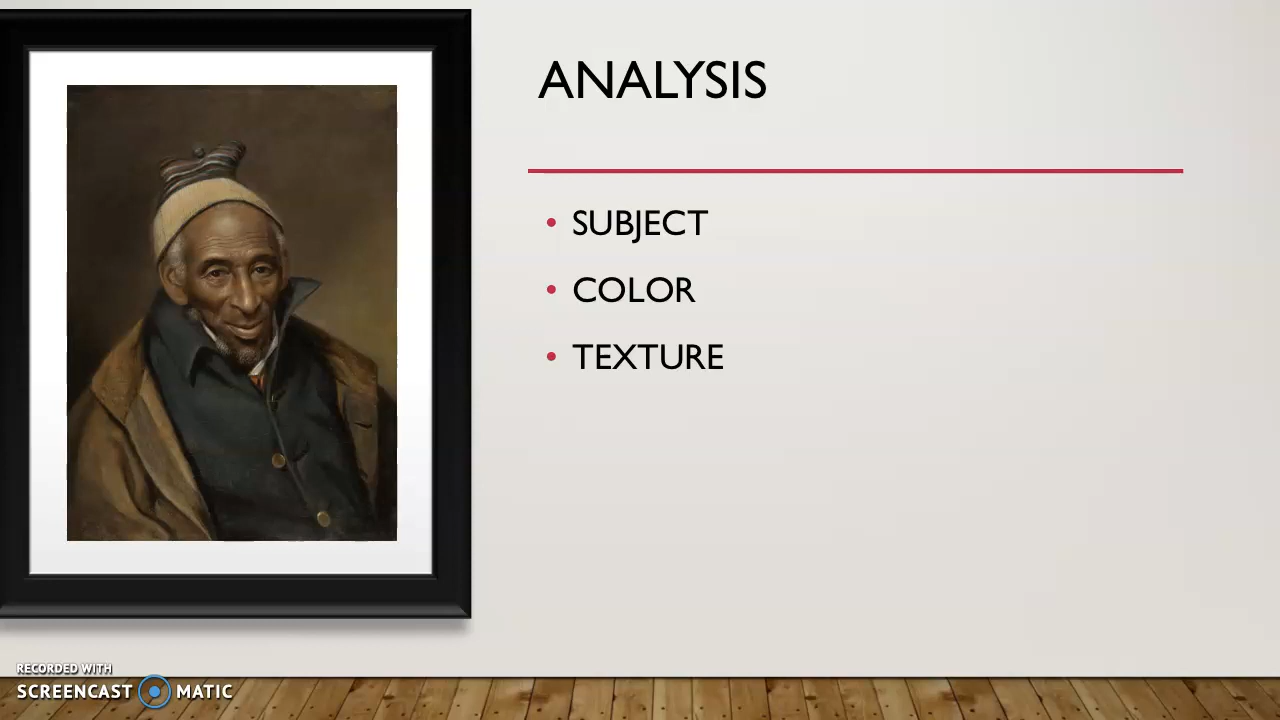 ANALYSIS
• SUBJECT
• COLOR
• TEXTURE
RECORDED WITH
SCREENCAST MATIC